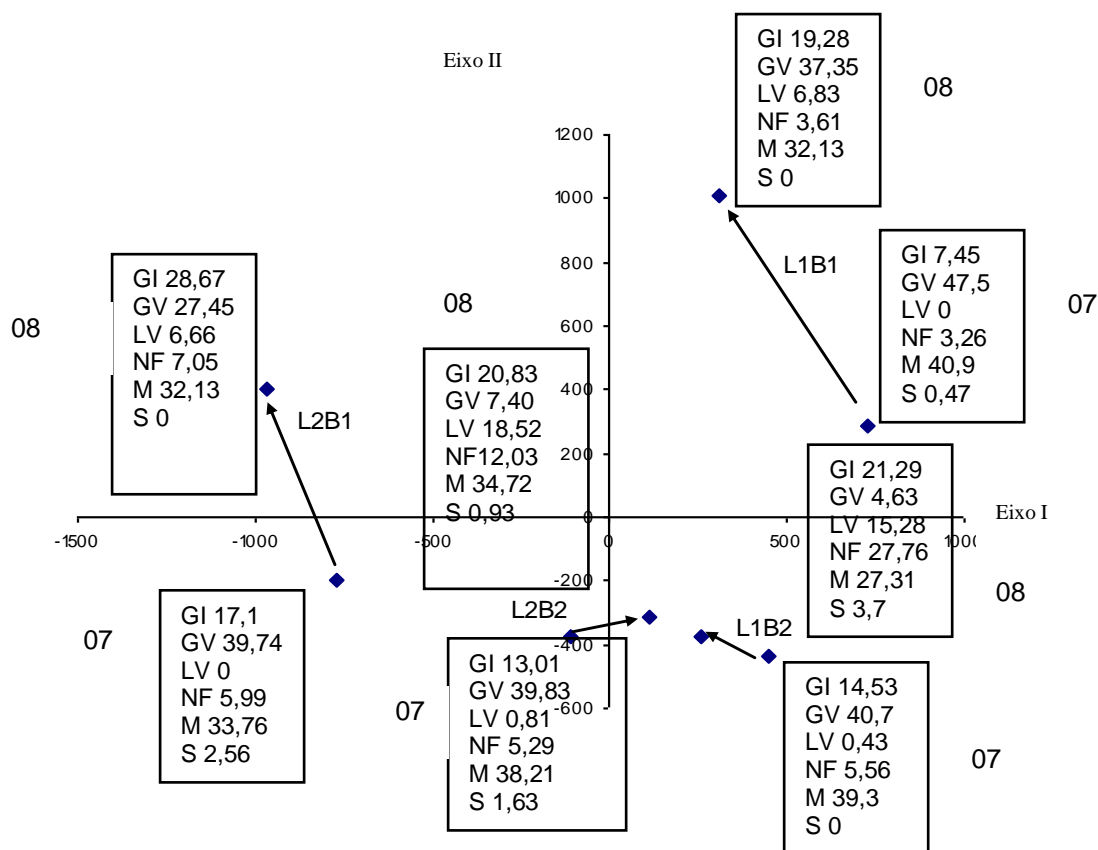 Eixo II
GI 19,28
GV 37,35
LV 6,83
NF 3,61
M 32,13
S 0
08
1200
1000
800
600
400
200
0
-200
-400
-600
L1B1
GI 7,45
GV 47,5
LV 0
NF 3,26
M 40,9
S 0,47
07
08
GI 28,67
GV 27,45
LV 6,66
NF 7,05
M 32,13
S 0
L2B1
08
GI 20,83
GV 7,40
LV 18,52
NF12,03
M 34,72
S 0,93
GI 21,29
GV 4,63
LV 15,28
NF 27,76
M 27,31
S 3,7
08
Eixo I
-1500
-1000
-500
0
500
1000
07
GI 17,1
GV 39,74
LV 0
NF 5,99
M 33,76
S 2,56
L2B2
07
GI 13,01
GV 39,83
LV 0,81
NF 5,29
M 38,21
S 1,63
L1B2
GI 14,53
GV 40,7
LV 0,43
NF 5,56
M 39,3
S 0
07